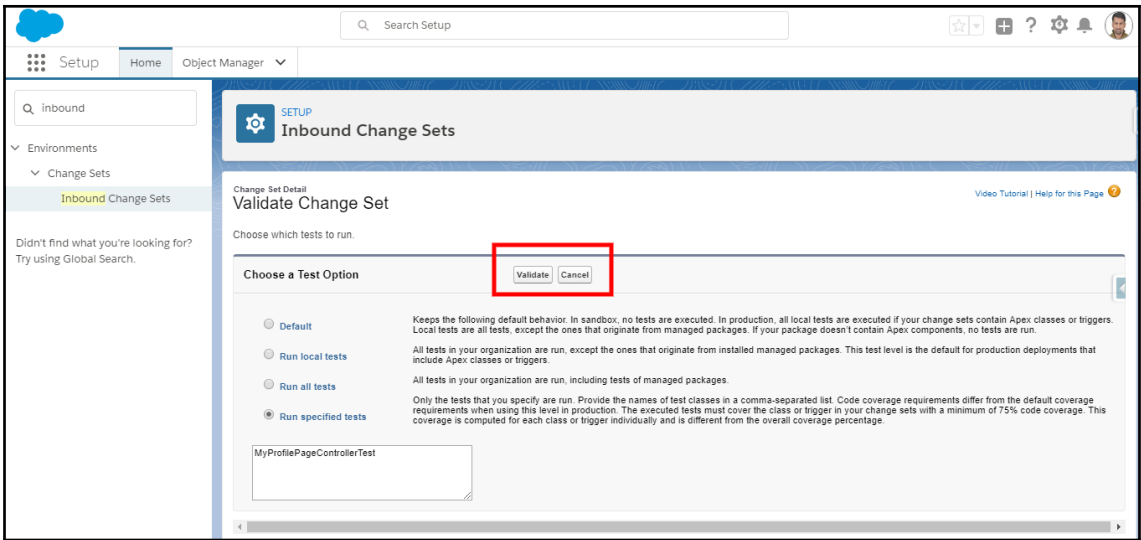 Search Setup
Setup
Home
Object Manager
inbound
Environments
Change Sets
Inbound Change Sets
Didn't find what you're looking for?
Try using Global Search.
SETUP
Inbound Change Sets
Change Set Detail
Validate Change Set
Video Tutorial | Help for this Page
Choose which tests to run.
Choose a Test Option
Validate
Cancel
Default
Keeps the following default behavior. In sandbox, no tests are executed. In production, all local tests are executed if your change sets contain Apex classes or triggers.
Local tests are all tests, except the ones that originate from managed packages. If your package doesn't contain Apex components, no tests are run.
Run local tests
All tests in your organization are run, except the ones that originate from installed managed packages. This test level is the default for production deployments that
include Apex classes or triggers.
Run all tests
All tests in your organization are run, including tests of managed packages.
Run specified tests
Only the tests that you specify are run. Provide the names of test classes in a comma-separated list. Code coverage requirements differ from the default coverage
requirements when using this level in production. The executed tests must cover the class or trigger in your change sets with a minimum of 75% code coverage. This
coverage is computed for each class or trigger individually and is different from the overall coverage percentage.
MyProfilePageControllerTest